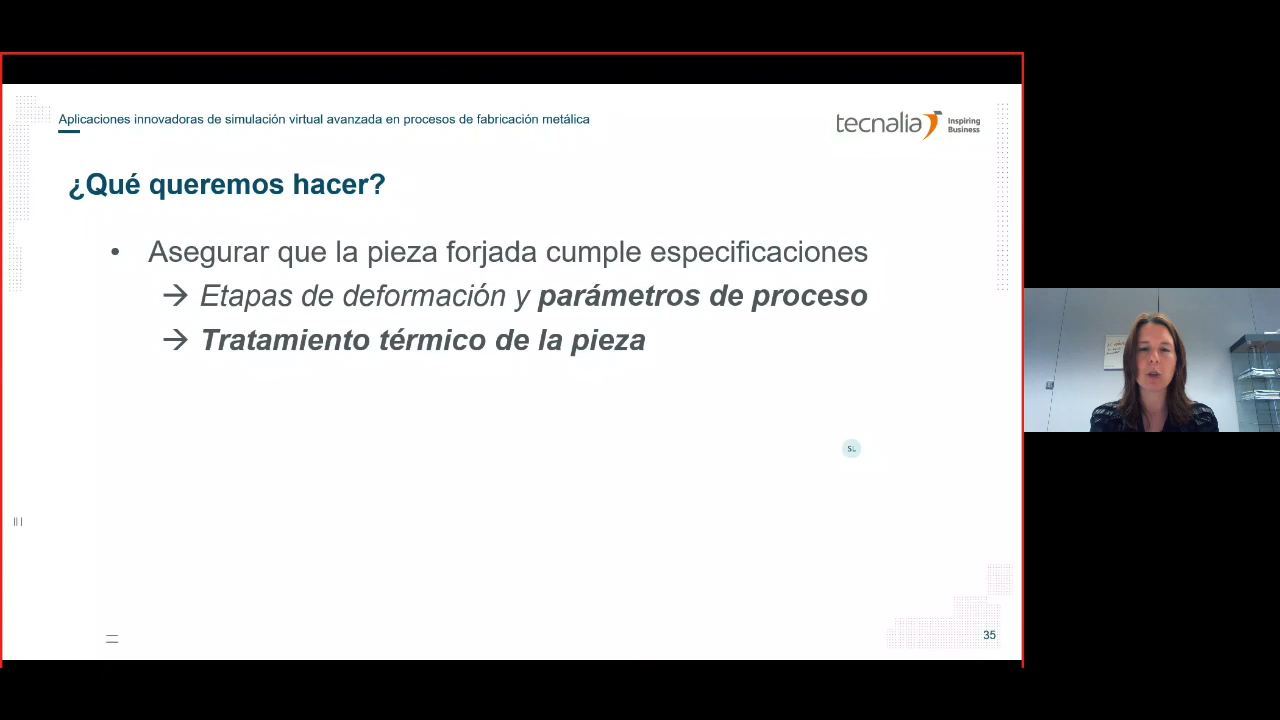 Aplicaciones innovadoras de simulación virtual avanzada en procesos de fabricación metálica
tecnalia Inspiring
Business
¿Qué queremos hacer?
• Asegurar que la pieza forjada cumple especificaciones
→ Etapas de deformación y parámetros de proceso
→ Tratamiento térmico de la pieza
SL
35